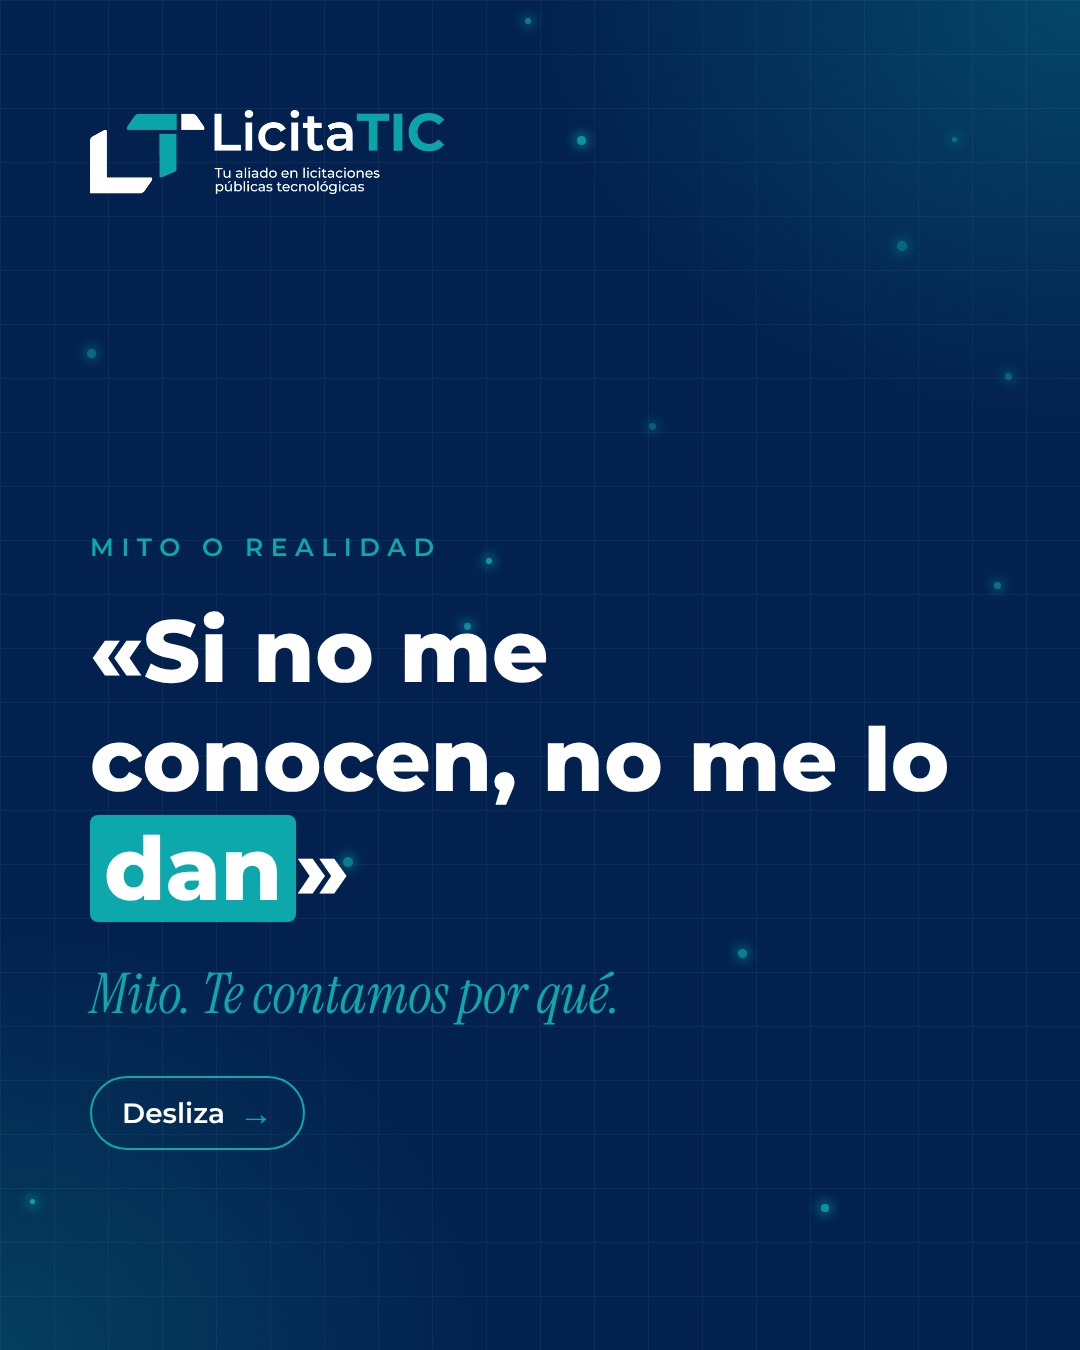 LicitaTIC
Tu aliado en licitaciones
públicas tecnológicas
MITO O REALIDAD
«Si no me
conocen, no me lo
dan»
Mito. Te contamos por qué.
Desliza →